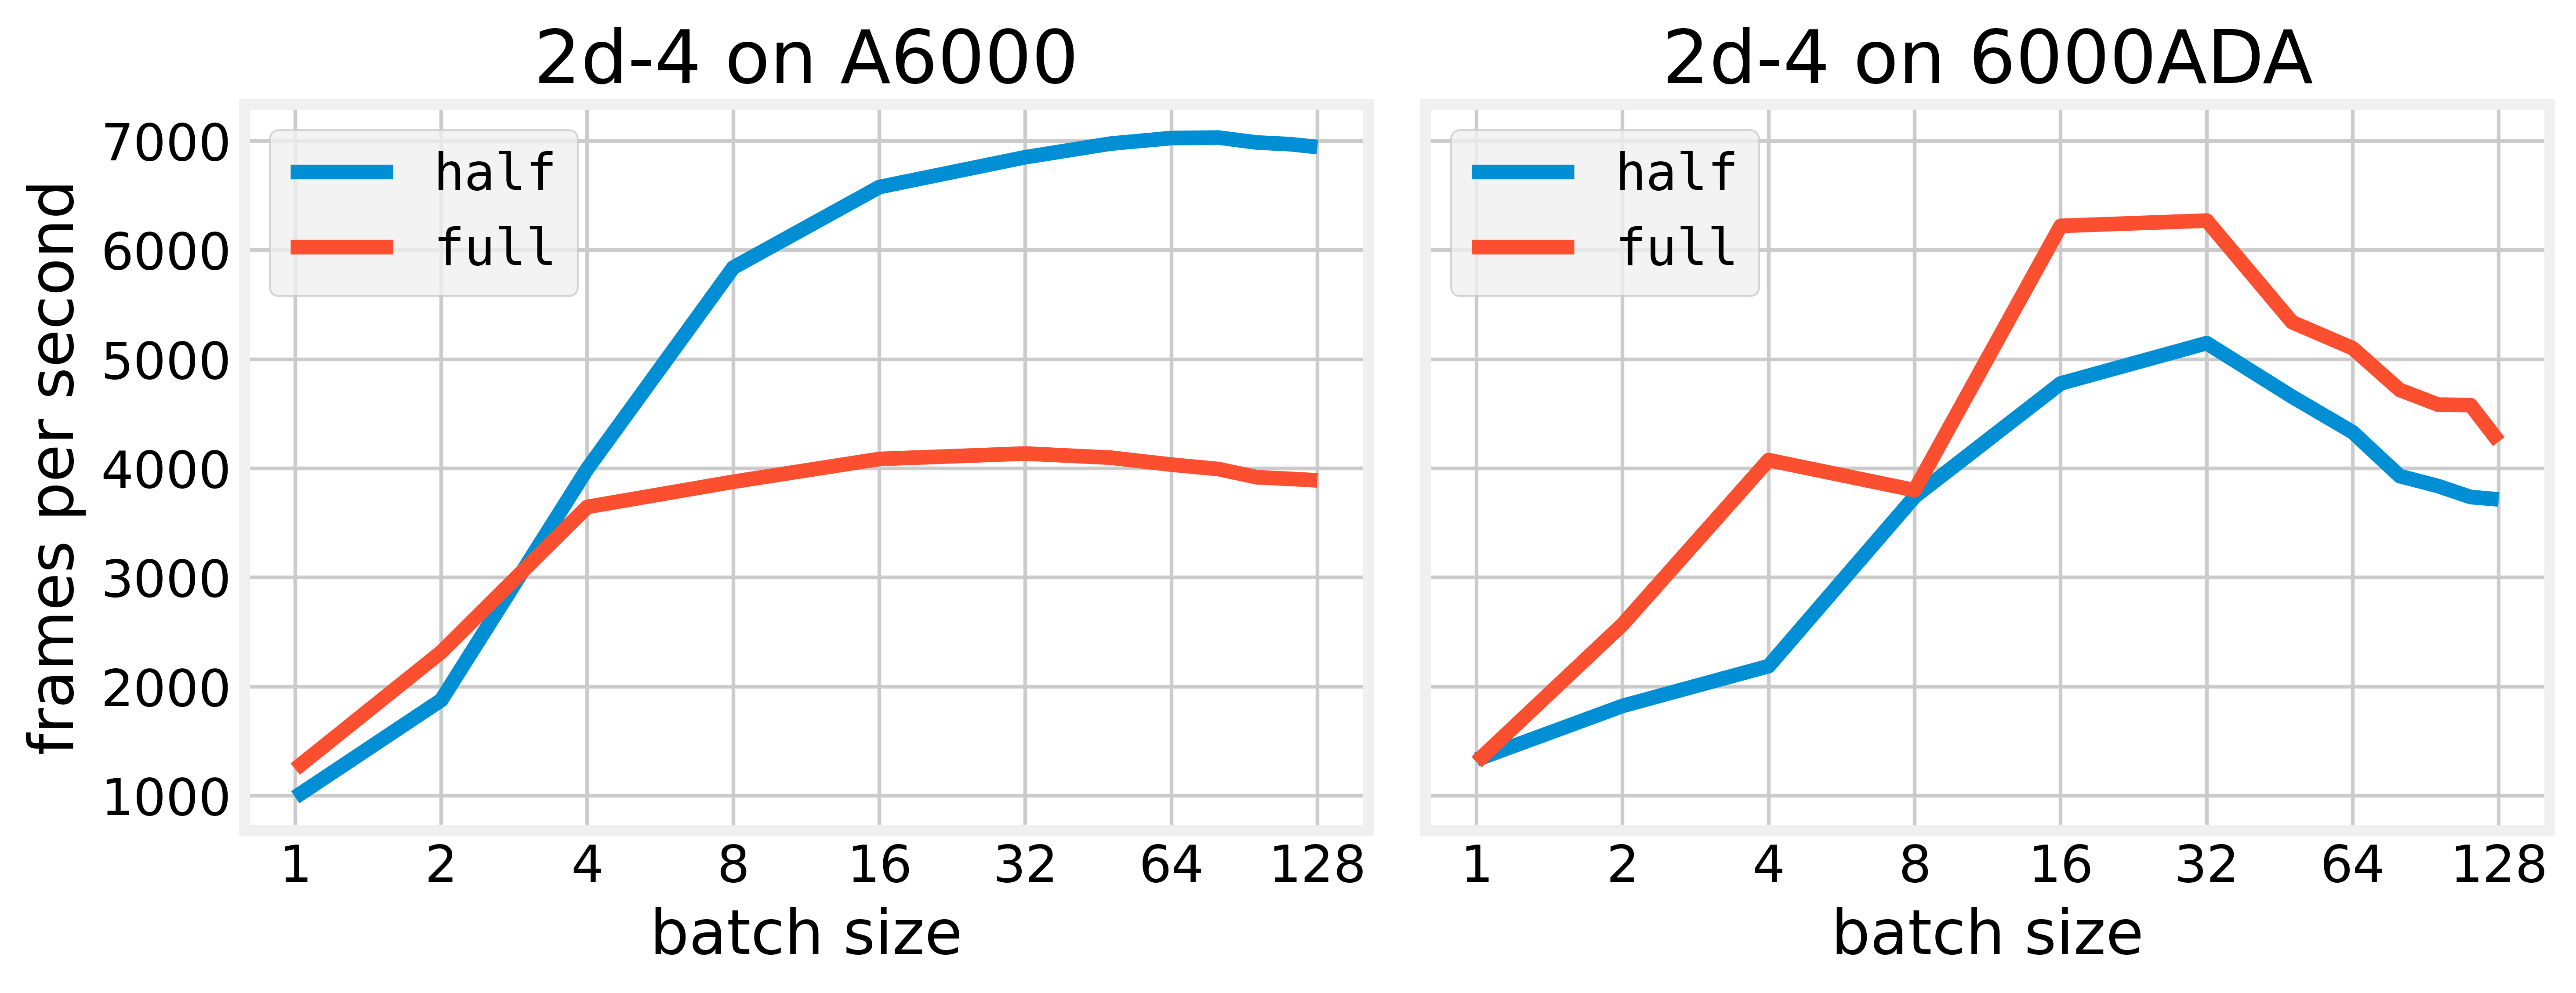 2d-4 on A6000
frames per second
7000
6000
5000
4000
3000
2000
1000
half
full
1 2 4 8 16 32 64 128
batch size
2d-4 on 6000ADA
half
full
1 2 4 8 16 32 64 128
batch size